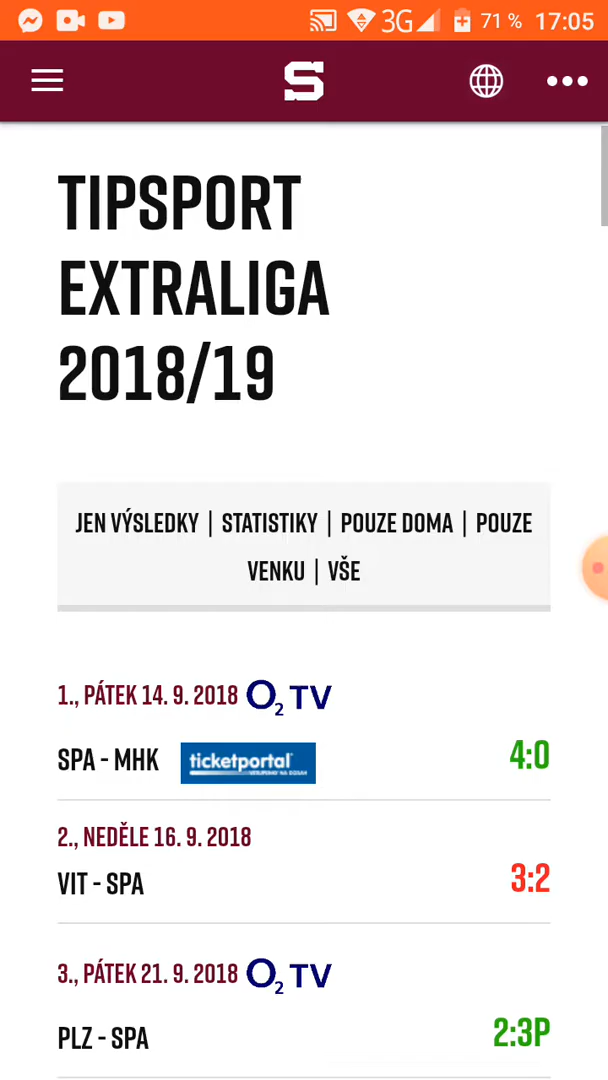 3G 71 % 17:05
S
TIPSPORT
EXTRALIGA
2018/19
JEN VÝSLEDKY | STATISTIKY | POUZE DOMA | POUZE
VENKU | VŠE
1., PÁTEK 14. 9. 2018 O2 TV
SPA - MHK ticketportal 4:0
2., NEDĚLE 16. 9. 2018
VIT - SPA 3:2
3., PÁTEK 21. 9. 2018 O2 TV
PLZ - SPA 2:3P